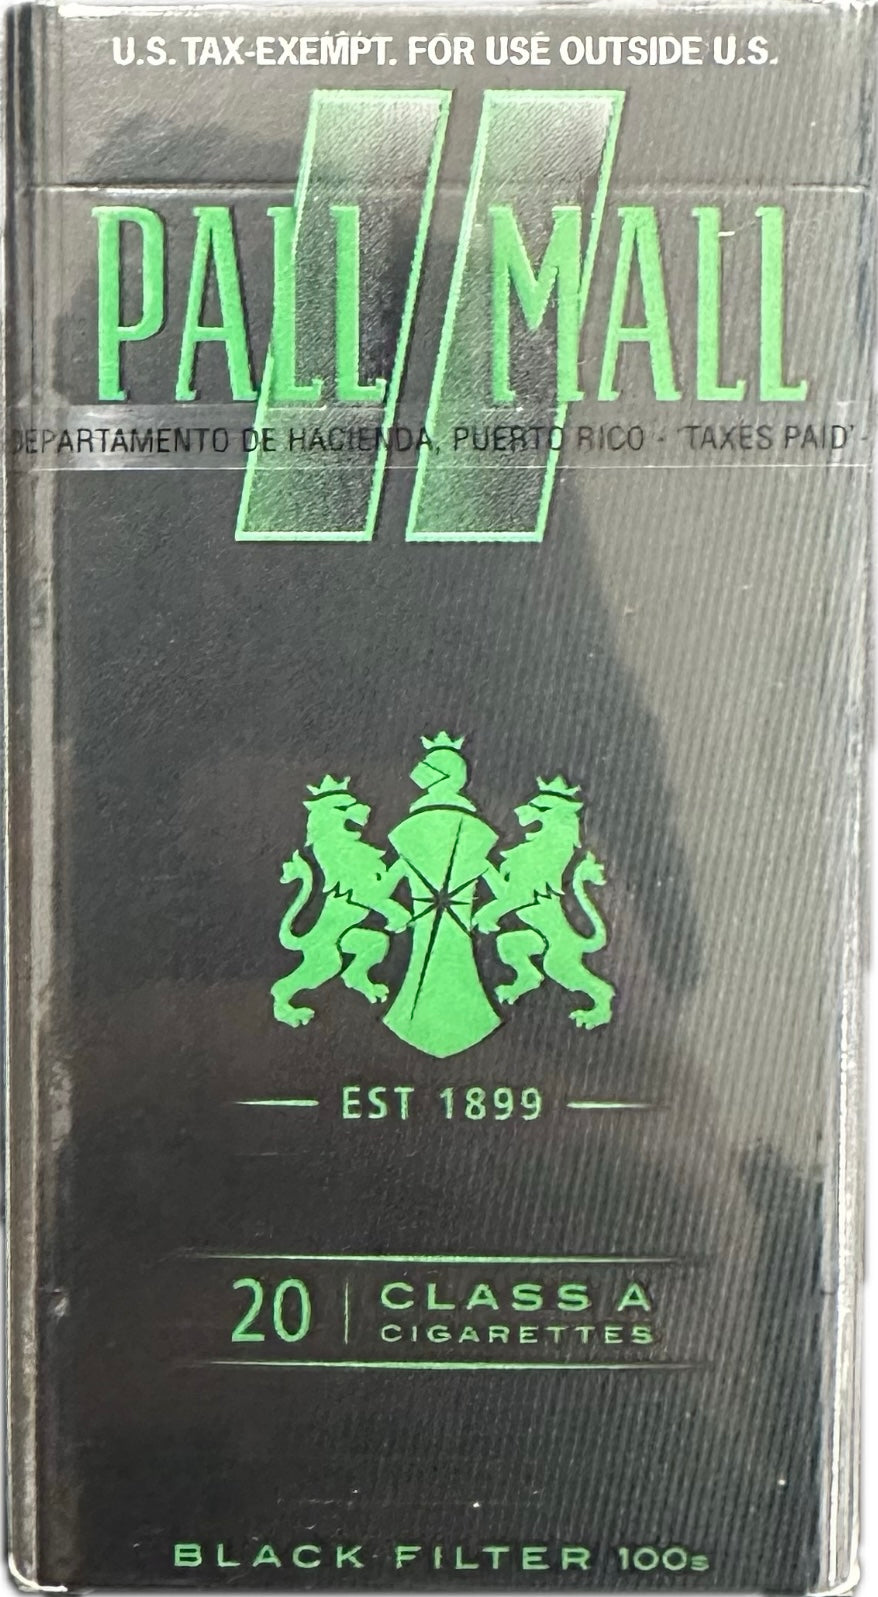 U.S. TAX-EXEMPT. FOR USE OUTSIDE U.S.
PALL MALL
DEPARTAMENTO DE HACIENDA, PUERTO RICO - 'TAXES PAID' -
EST 1899
20 | CLASS A
CIGARETTES
BLACK FILTER 100s